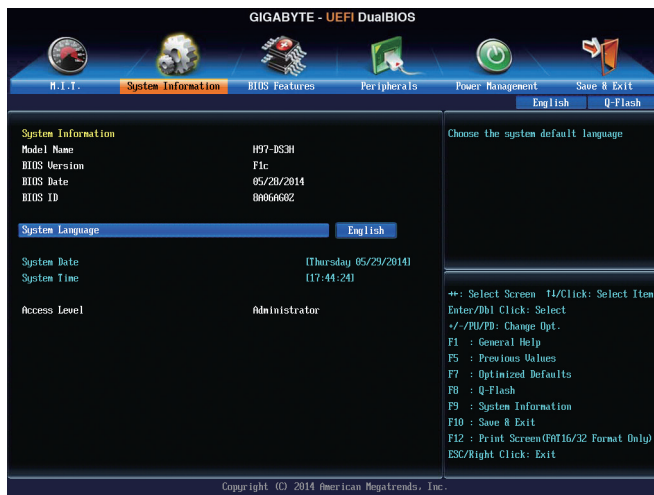 GIGABYTE - UEFI DualBIOS
M.I.T. System Information BIOS Features Peripherals Power Management Save & Exit
English Q-Flash
System Information
Model Name H97-DS3H
BIOS Version F1c
BIOS Date 05/28/2014
BIOS ID 8A06AG0Z
System Language English
System Date [Thursday 05/29/2014]
System Time [17:44:24]
Access Level Administrator
Choose the system default language
→←: Select Screen ↑↓/Click: Select Item
Enter/Dbl Click: Select
+/-/PU/PD: Change Opt.
F1 : General Help
F5 : Previous Values
F7 : Optimized Defaults
F8 : Q-Flash
F9 : System Information
F10 : Save & Exit
F12 : Print Screen(FAT16/32 Format Only)
ESC/Right Click: Exit
Copyright (C) 2014 American Megatrends, Inc.